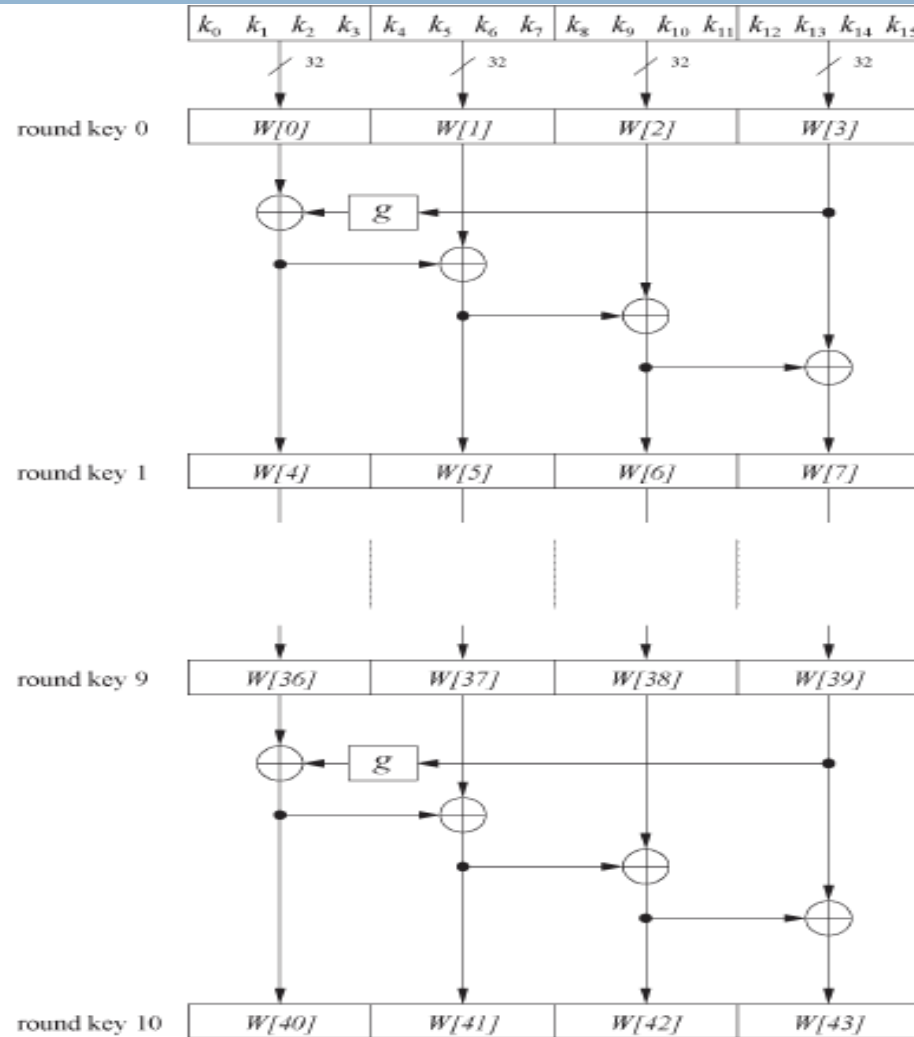 k₀ k₁ k₂ k₃ k₄ k₅ k₆ k₇ k₈ k₉ k₁₀ k₁₁ k₁₂ k₁₃ k₁₄ k₁₅
32 32 32 32
round key 0 W[0] W[1] W[2] W[3]
g
round key 1 W[4] W[5] W[6] W[7]
round key 9 W[36] W[37] W[38] W[39]
g
round key 10 W[40] W[41] W[42] W[43]